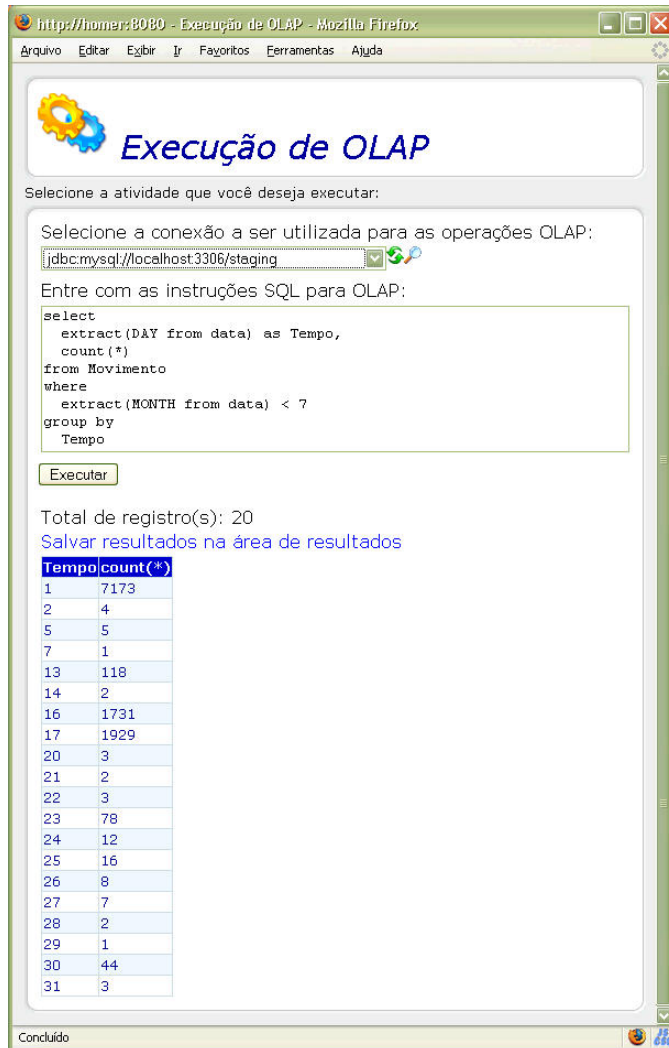 http://homer:8080 - Execução de OLAP - Mozilla Firefox
Arquivo Editar Exibir Ir Favoritos Ferramentas Ajuda
Execução de OLAP
Selecione a atividade que você deseja executar:
Selecione a conexão a ser utilizada para as operações OLAP:
jdbc:mysql://localhost:3306/staging
Entre com as instruções SQL para OLAP:
select
extract(DAY from data) as Tempo,
count(*)
from Movimento
where
extract(MONTH from data) < 7
group by
Tempo
Executar
Total de registro(s): 20
Salvar resultados na área de resultados
Tempo count(*)
1 7173
2 4
5 5
7 1
13 118
14 2
16 1731
17 1929
20 3
21 2
22 3
23 78
24 12
25 16
26 8
27 7
28 2
29 1
30 44
31 3
Concluído